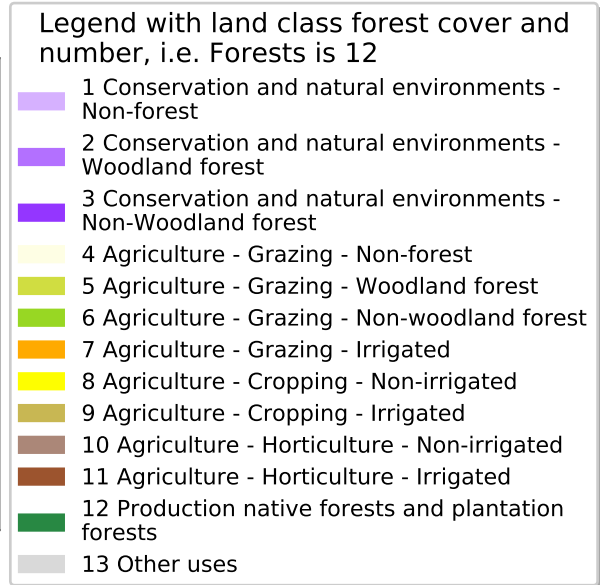 Legend with land class forest cover and
number, i.e. Forests is 12
1 Conservation and natural environments -
Non-forest
2 Conservation and natural environments -
Woodland forest
3 Conservation and natural environments -
Non-Woodland forest
4 Agriculture - Grazing - Non-forest
5 Agriculture - Grazing - Woodland forest
6 Agriculture - Grazing - Non-woodland forest
7 Agriculture - Grazing - Irrigated
8 Agriculture - Cropping - Non-irrigated
9 Agriculture - Cropping - Irrigated
10 Agriculture - Horticulture - Non-irrigated
11 Agriculture - Horticulture - Irrigated
12 Production native forests and plantation
forests
13 Other uses